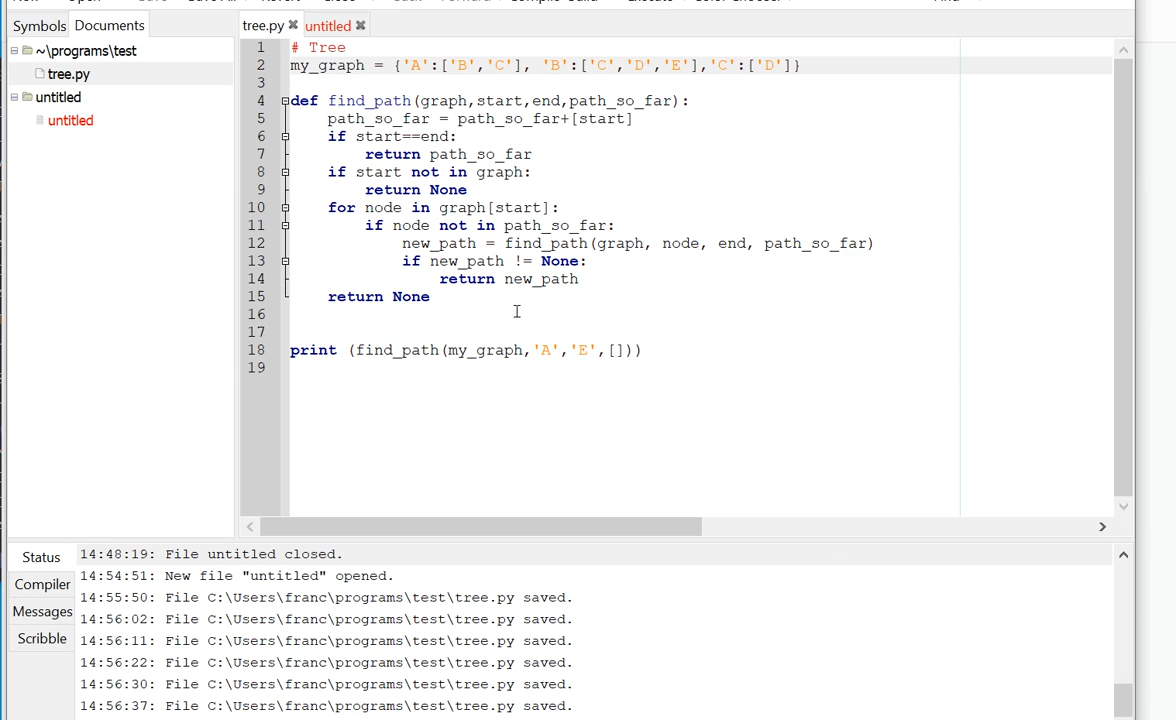 Symbols Documents
~\programs\test
tree.py
untitled
untitled
tree.py untitled
1 # Tree
2 my_graph = {'A':['B','C'], 'B':['C','D','E'],'C':['D']}
3
4 def find_path(graph,start,end,path_so_far):
5 path_so_far = path_so_far+[start]
6 if start==end:
7 return path_so_far
8 if start not in graph:
9 return None
10 for node in graph[start]:
11 if node not in path_so_far:
12 new_path = find_path(graph, node, end, path_so_far)
13 if new_path != None:
14 return new_path
15 return None
16
17
18 print (find_path(my_graph,'A','E',[]))
19
Status
Compiler
Messages
Scribble
14:48:19: File untitled closed.
14:54:51: New file "untitled" opened.
14:55:50: File C:\Users\franc\programs\test\tree.py saved.
14:56:02: File C:\Users\franc\programs\test\tree.py saved.
14:56:11: File C:\Users\franc\programs\test\tree.py saved.
14:56:22: File C:\Users\franc\programs\test\tree.py saved.
14:56:30: File C:\Users\franc\programs\test\tree.py saved.
14:56:37: File C:\Users\franc\programs\test\tree.py saved.